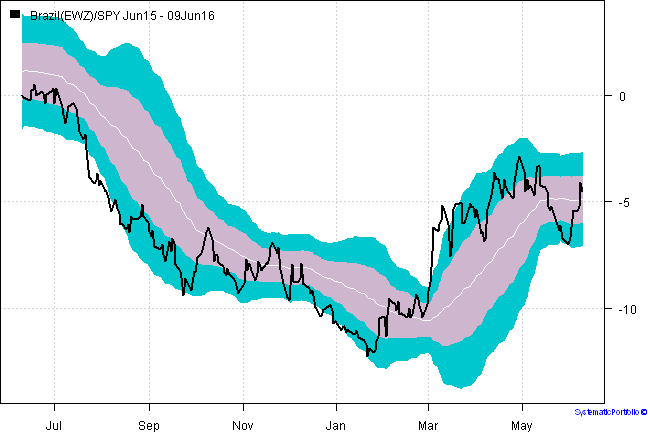 Brazil(EWZ)/SPY Jun15 - 09Jun16
0
-5
-10
Jul Sep Nov Jan Mar May
SystematicPortfolio ©